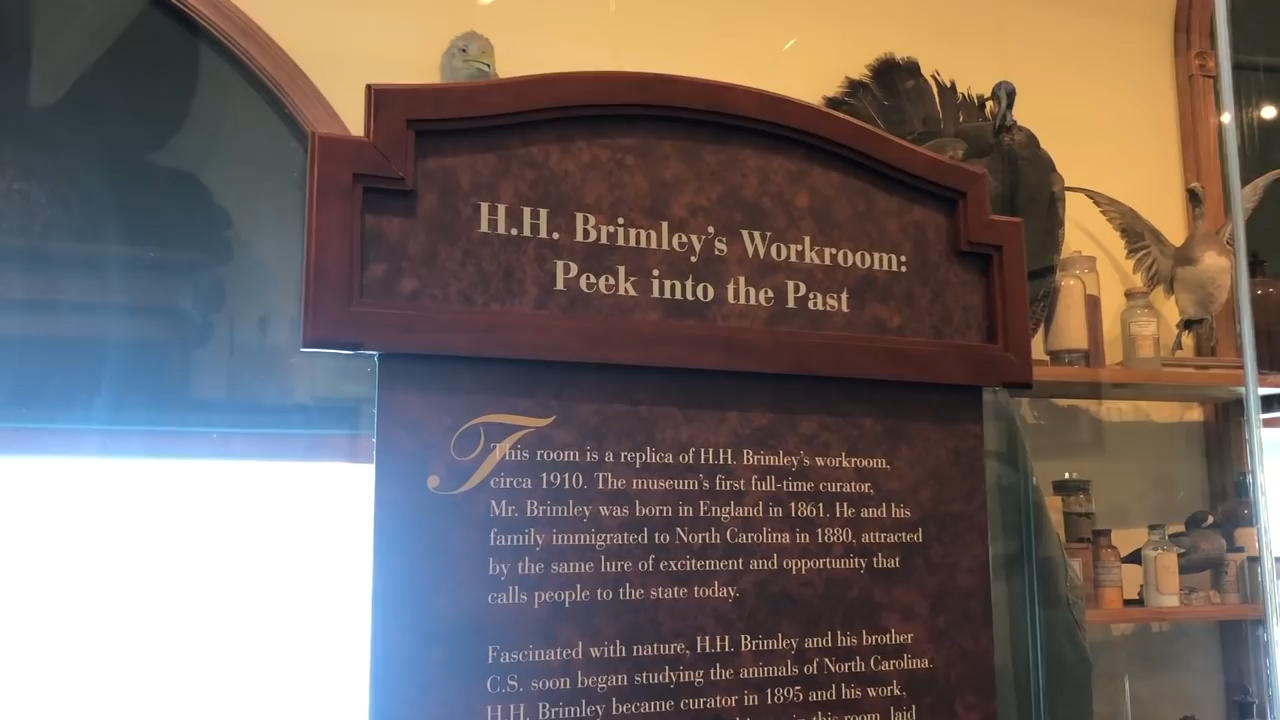 H.H. Brimley's Workroom:
Peek into the Past
This room is a replica of H.H. Brimley's workroom,
circa 1910. The museum's first full-time curator,
Mr. Brimley was born in England in 1861. He and his
family immigrated to North Carolina in 1880, attracted
by the same lure of excitement and opportunity that
calls people to the state today.
Fascinated with nature, H.H. Brimley and his brother
C.S. soon began studying the animals of North Carolina.
H.H. Brimley became curator in 1895 and his work,
in this room, laid